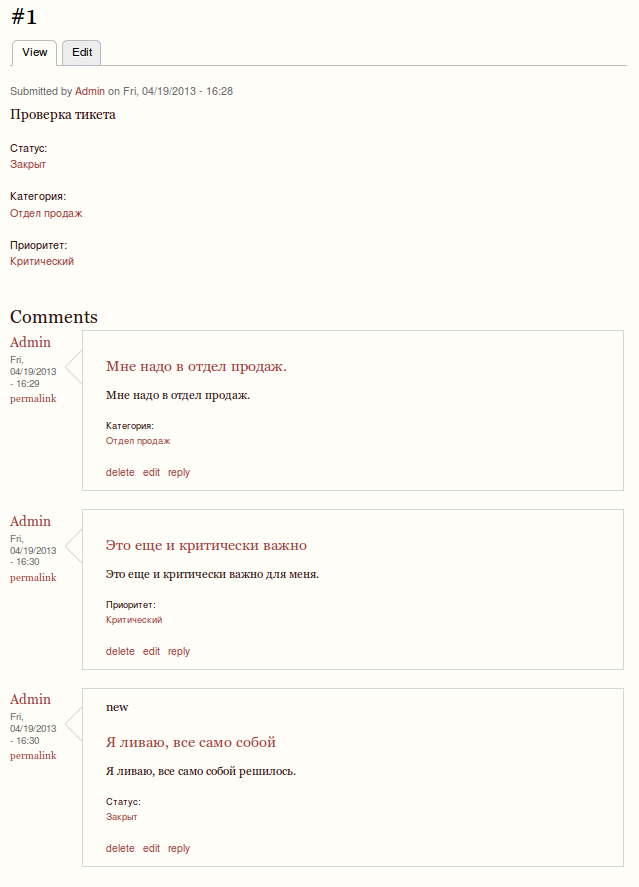 #1
View Edit
Submitted by Admin on Fri, 04/19/2013 - 16:28
Проверка тикета
Статус:
Закрыт
Категория:
Отдел продаж
Приоритет:
Критический
Comments
Admin
Fri,
04/19/2013
- 16:29
permalink
Мне надо в отдел продаж.
Мне надо в отдел продаж.
Категория:
Отдел продаж
delete edit reply
Admin
Fri,
04/19/2013
- 16:30
permalink
Это еще и критически важно
Это еще и критически важно для меня.
Приоритет:
Критический
delete edit reply
Admin
Fri,
04/19/2013
- 16:30
permalink
new
Я ливаю, все само собой
Я ливаю, все само собой решилось.
Статус:
Закрыт
delete edit reply